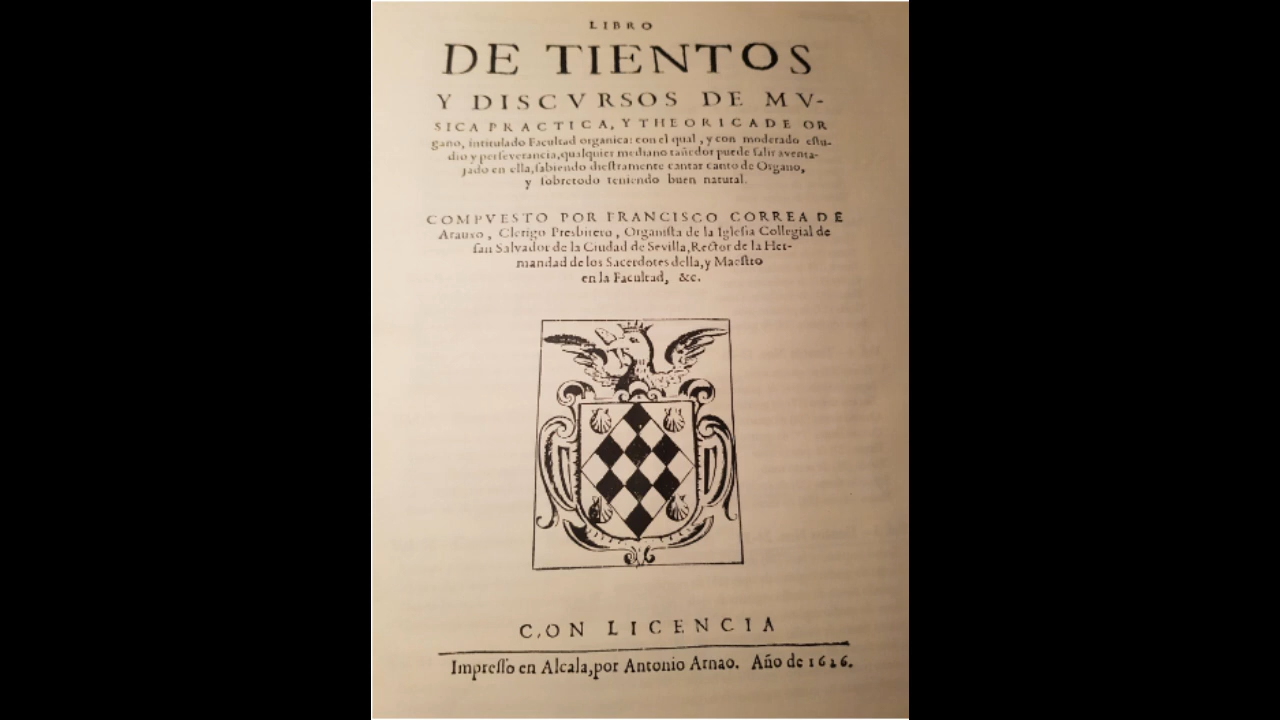 LIBRO
DE TIENTOS
Y DISCVRSOS DE MV-
SICA PRACTICA, Y THEORICA DE OR
gano, intitulado Facultad organica: con el qual, y con moderado eſtu-
dio y perſeverancia, qualquier mediano tañedor puede ſalir aventa-
jado en ella, ſabiendo dieſtramente cantar canto de Organo,
y ſobretodo teniendo buen natural.
COMPVESTO POR FRANCISCO CORREA DE
Arauxo, Clerigo Presbitero, Organiſta de la Igleſia Collegial de
ſan Salvador de la Ciudad de Sevilla, Rector de la Her-
mandad de los Sacerdotes della, y Maeſtro
en la Facultad, &c.
CON LICENCIA
Impreſſo en Alcala, por Antonio Arnao. Año de 1626.